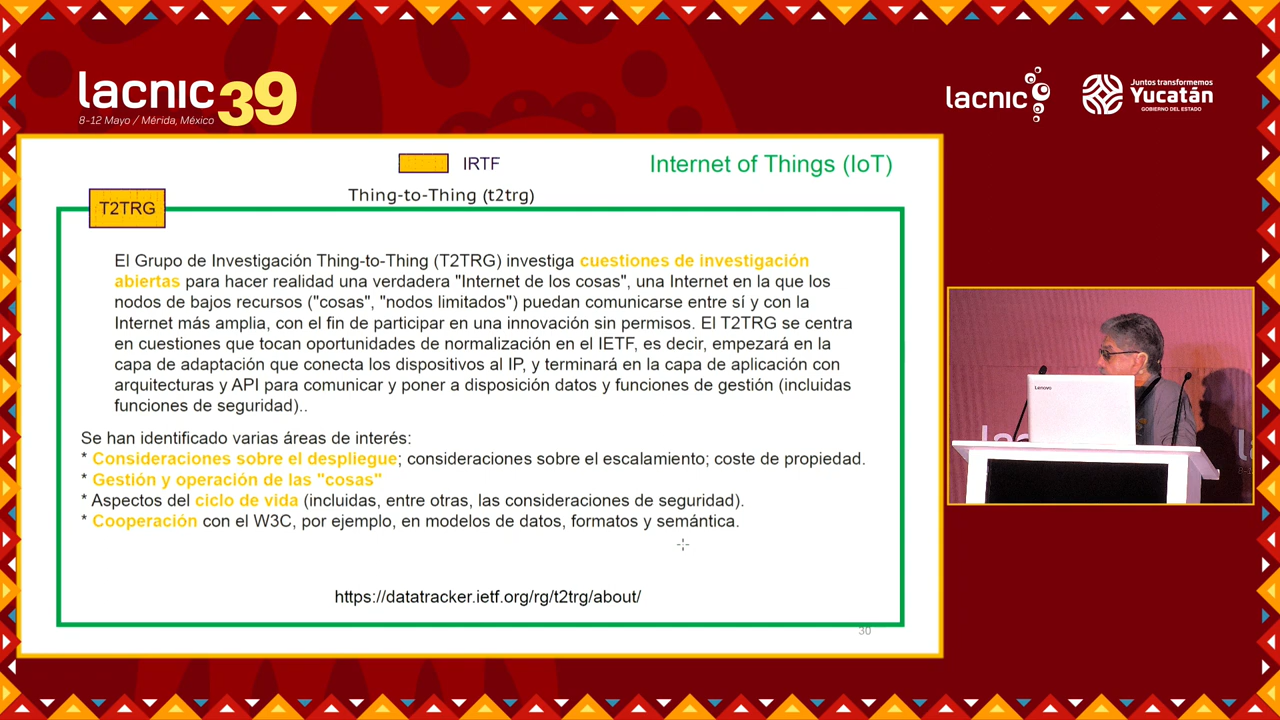 lacnic 39
8-12 Mayo / Mérida, México
lacnic
Juntos transformemos
Yucatán
GOBIERNO DEL ESTADO
IRTF
Internet of Things (IoT)
Thing-to-Thing (t2trg)
T2TRG
El Grupo de Investigación Thing-to-Thing (T2TRG) investiga cuestiones de investigación
abiertas para hacer realidad una verdadera "Internet de los cosas", una Internet en la que los
nodos de bajos recursos ("cosas", "nodos limitados") puedan comunicarse entre sí y con la
Internet más amplia, con el fin de participar en una innovación sin permisos. El T2TRG se centra
en cuestiones que tocan oportunidades de normalización en el IETF, es decir, empezará en la
capa de adaptación que conecta los dispositivos al IP, y terminará en la capa de aplicación con
arquitecturas y API para comunicar y poner a disposición datos y funciones de gestión (incluidas
funciones de seguridad)..
Se han identificado varias áreas de interés:
* Consideraciones sobre el despliegue; consideraciones sobre el escalamiento; coste de propiedad.
* Gestión y operación de las "cosas"
* Aspectos del ciclo de vida (incluidas, entre otras, las consideraciones de seguridad).
* Cooperación con el W3C, por ejemplo, en modelos de datos, formatos y semántica.
https://datatracker.ietf.org/rg/t2trg/about/
30
Lenovo